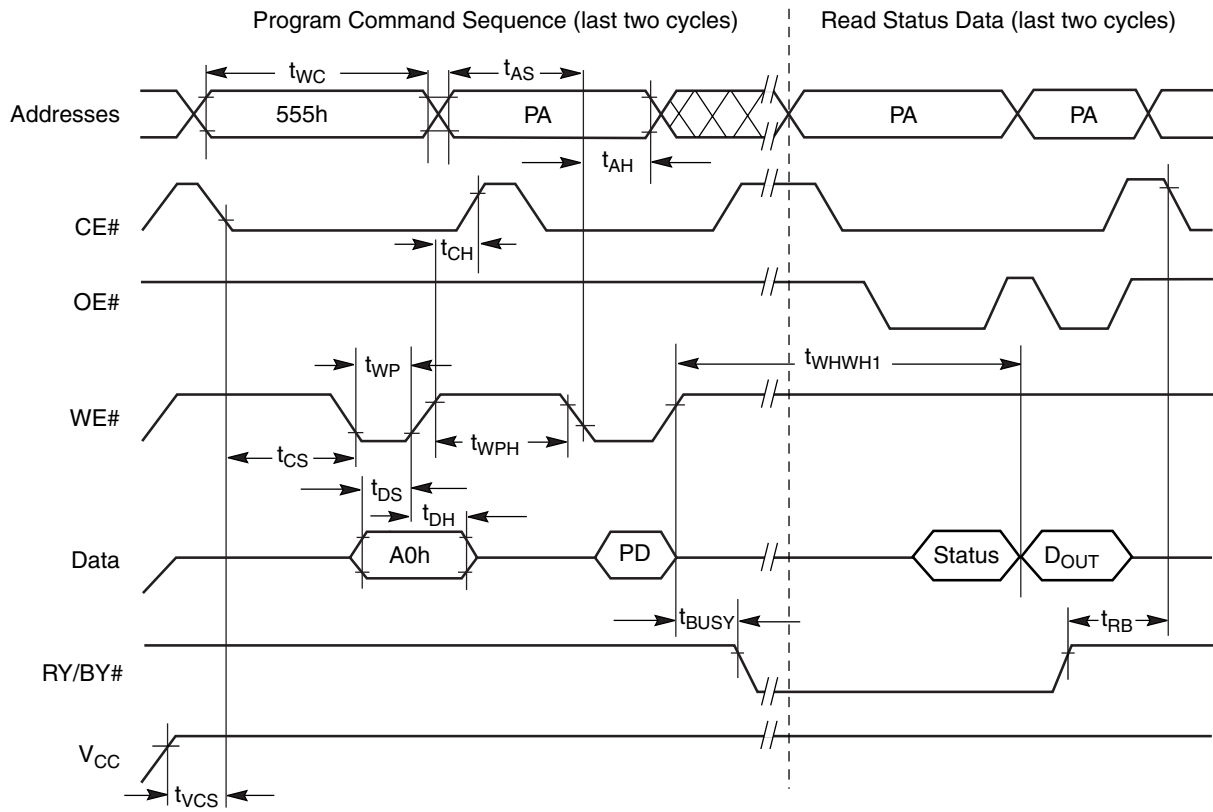 Program Command Sequence (last two cycles) Read Status Data (last two cycles)
tWC tAS
Addresses 555h PA PA PA
tAH
CE#
tCH
OE#
tWP tWHWH1
WE#
tCS tWPH
tDS
tDH
Data A0h PD Status DOUT
tBUSY tRB
RY/BY#
VCC
tVCS